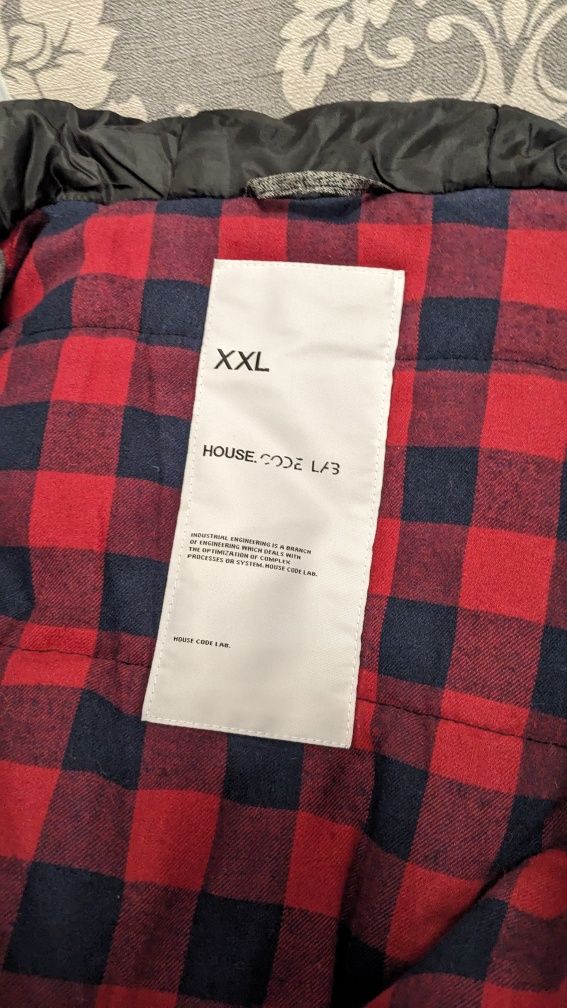 XXL
HOUSE.CODE LAB
INDUSTRIAL ENGINEERING IS A BRANCH
OF ENGINEERING WHICH DEALS WITH
THE OPTIMIZATION OF COMPLEX
PROCESSES OR SYSTEM. HOUSE CODE LAB.
HOUSE CODE LAB.